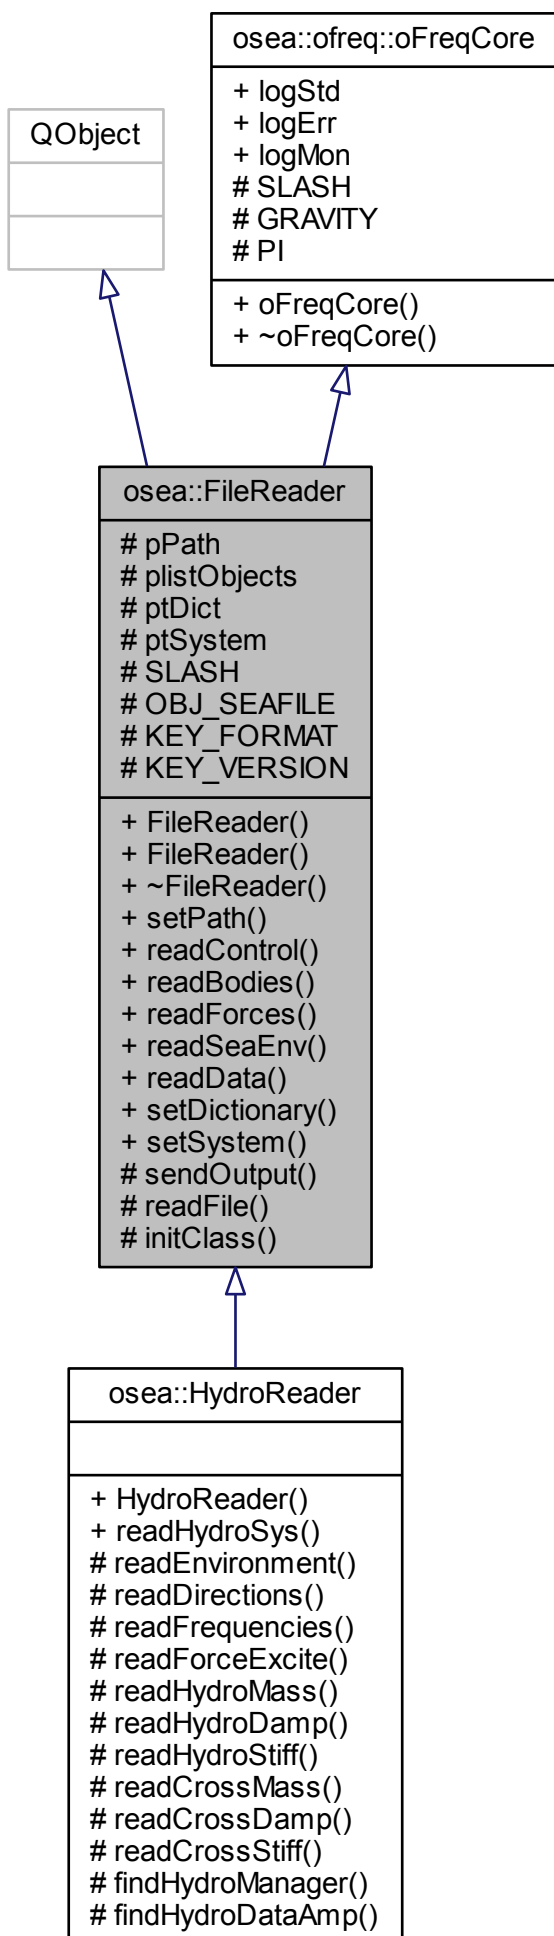 osea::ofreq::oFreqCore
+ logStd
+ logErr
+ logMon
# SLASH
# GRAVITY
# PI
+ oFreqCore()
+ ~oFreqCore()
QObject
osea::FileReader
# pPath
# plistObjects
# ptDict
# ptSystem
# SLASH
# OBJ_SEAFILE
# KEY_FORMAT
# KEY_VERSION
+ FileReader()
+ FileReader()
+ ~FileReader()
+ setPath()
+ readControl()
+ readBodies()
+ readForces()
+ readSeaEnv()
+ readData()
+ setDictionary()
+ setSystem()
# sendOutput()
# readFile()
# initClass()
osea::HydroReader
+ HydroReader()
+ readHydroSys()
# readEnvironment()
# readDirections()
# readFrequencies()
# readForceExcite()
# readHydroMass()
# readHydroDamp()
# readHydroStiff()
# readCrossMass()
# readCrossDamp()
# readCrossStiff()
# findHydroManager()
# findHydroDataAmp()